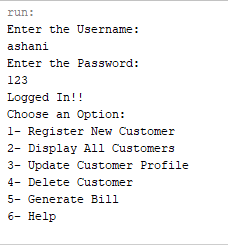 run:
Enter the Username:
ashani
Enter the Password:
123
Logged In!!
Choose an Option:
1- Register New Customer
2- Display All Customers
3- Update Customer Profile
4- Delete Customer
5- Generate Bill
6- Help